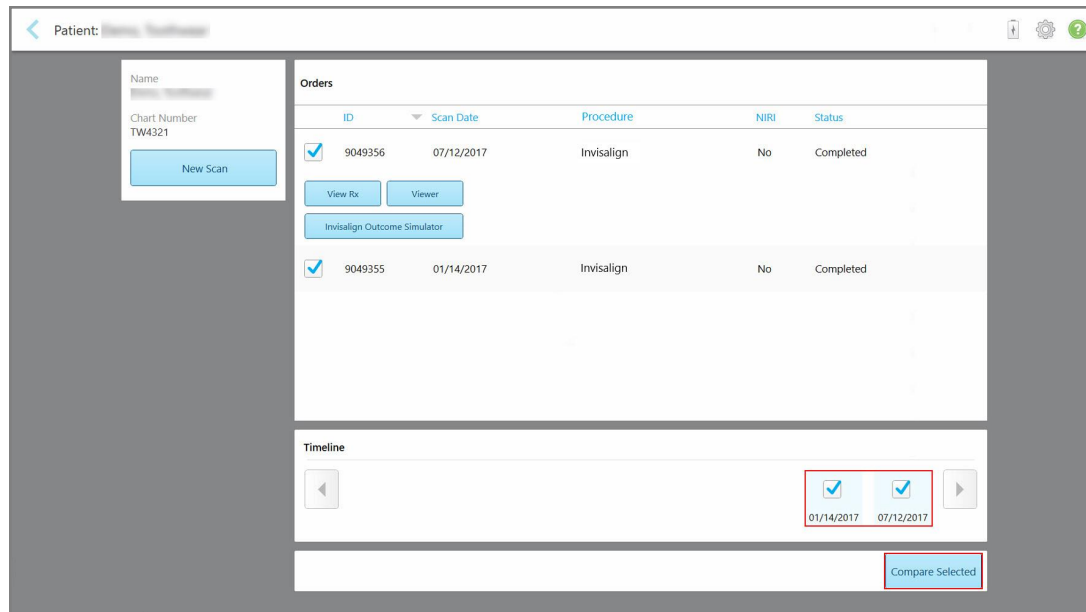 Patient:
Name
Chart Number
TW4321
New Scan
Orders
ID Scan Date Procedure NIRI Status
9049356 07/12/2017 Invisalign No Completed
View Rx Viewer
Invisalign Outcome Simulator
9049355 01/14/2017 Invisalign No Completed
Timeline
01/14/2017 07/12/2017
Compare Selected